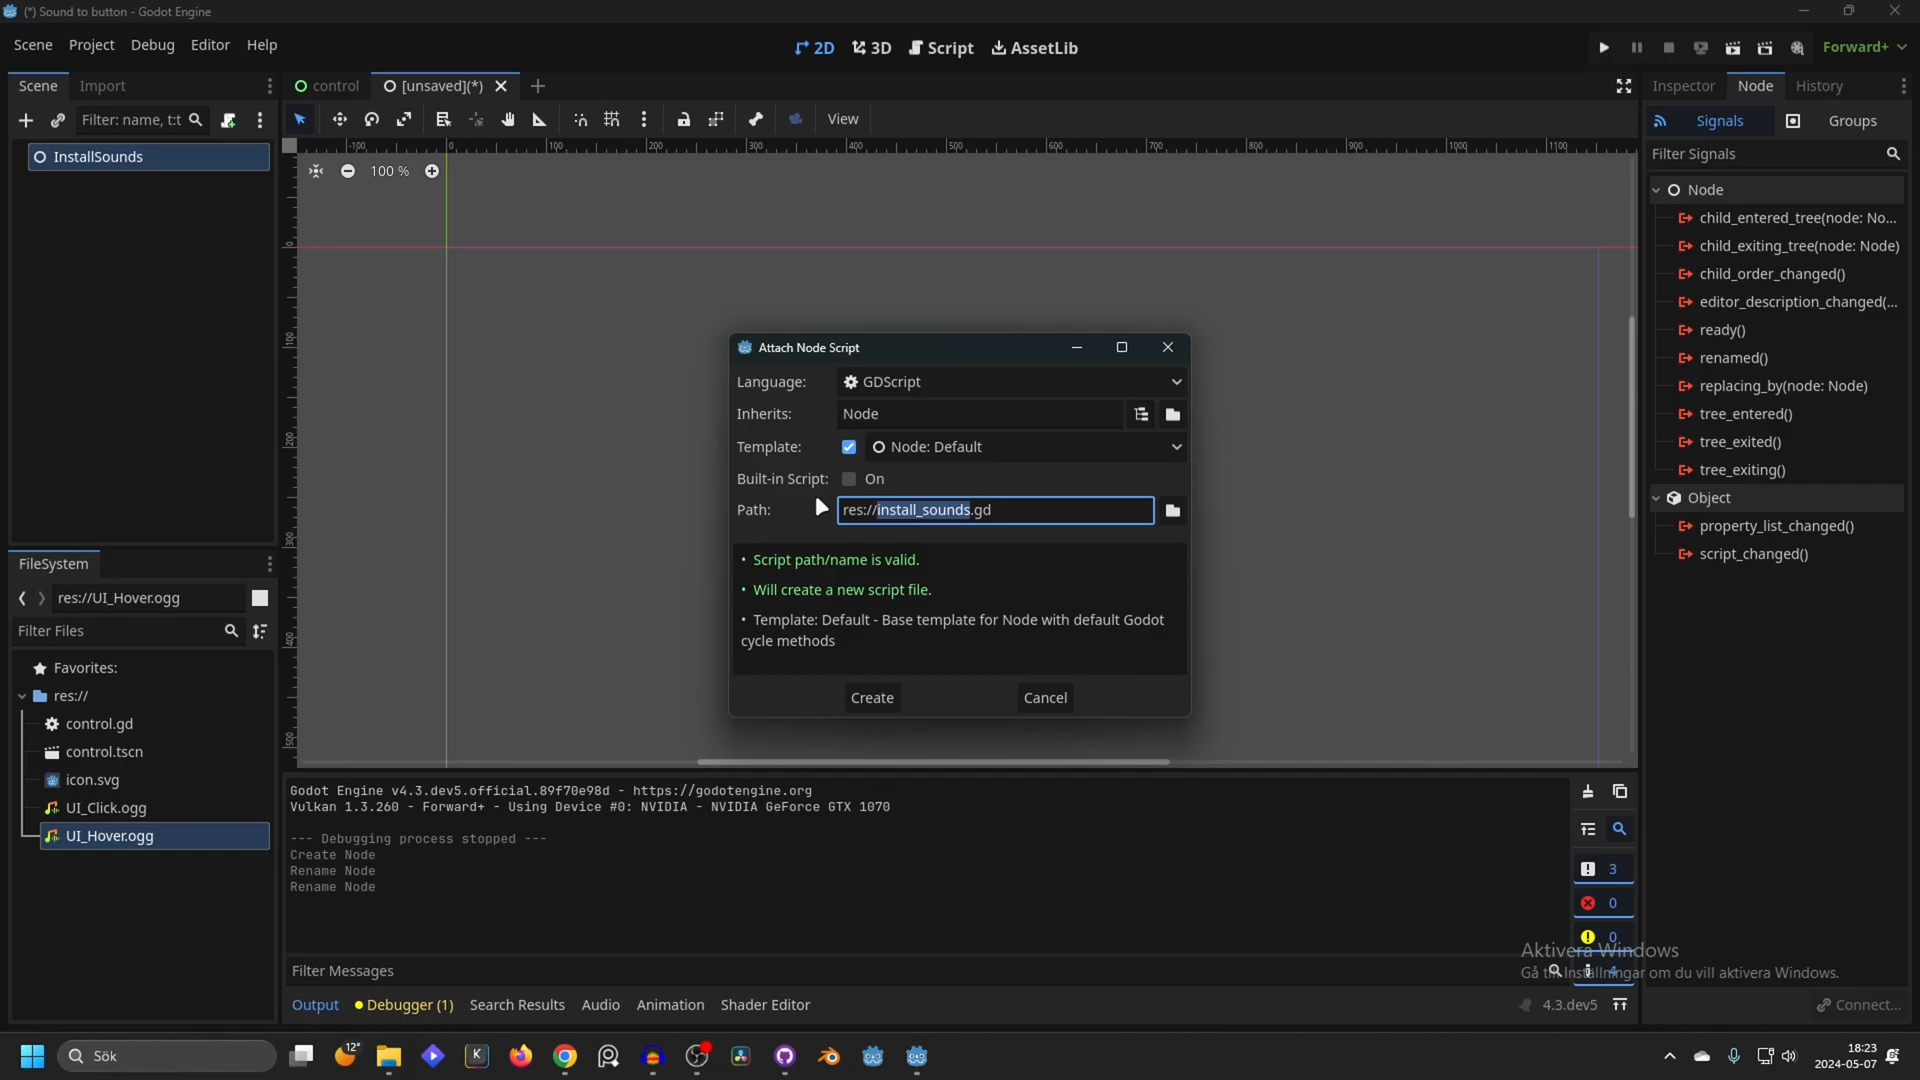 (*) Sound to button - Godot Engine
Scene Project Debug Editor Help
2D 3D Script AssetLib
Forward+
Scene Import
control [unsaved](*)
Inspector Node History
Filter: name, t:t
View
Signals Groups
InstallSounds
100 %
Filter Signals
Node
child_entered_tree(node: No...
child_exiting_tree(node: Node)
child_order_changed()
editor_description_changed(...
ready()
renamed()
replacing_by(node: Node)
tree_entered()
tree_exited()
tree_exiting()
Object
property_list_changed()
script_changed()
Attach Node Script
Language: GDScript
Inherits: Node
Template: Node: Default
Built-in Script: On
Path: res://install_sounds.gd
• Script path/name is valid.
• Will create a new script file.
• Template: Default - Base template for Node with default Godot
cycle methods
Create Cancel
FileSystem
res://UI_Hover.ogg
Filter Files
Favorites:
res://
control.gd
control.tscn
icon.svg
UI_Click.ogg
UI_Hover.ogg
Godot Engine v4.3.dev5.official.89f70e98d - https://godotengine.org
Vulkan 1.3.260 - Forward+ - Using Device #0: NVIDIA - NVIDIA GeForce GTX 1070
--- Debugging process stopped ---
Create Node
Rename Node
Rename Node
3
0
0
4
Filter Messages
Output Debugger (1) Search Results Audio Animation Shader Editor
4.3.dev5
Connect...
Aktivera Windows
Gå till Inställningar om du vill aktivera Windows.
Sök
12°
18:23
2024-05-07